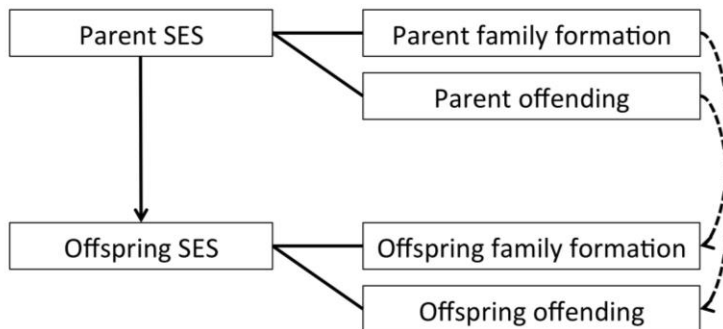 Parent SES
Parent family formation
Parent offending
Offspring SES
Offspring family formation
Offspring offending